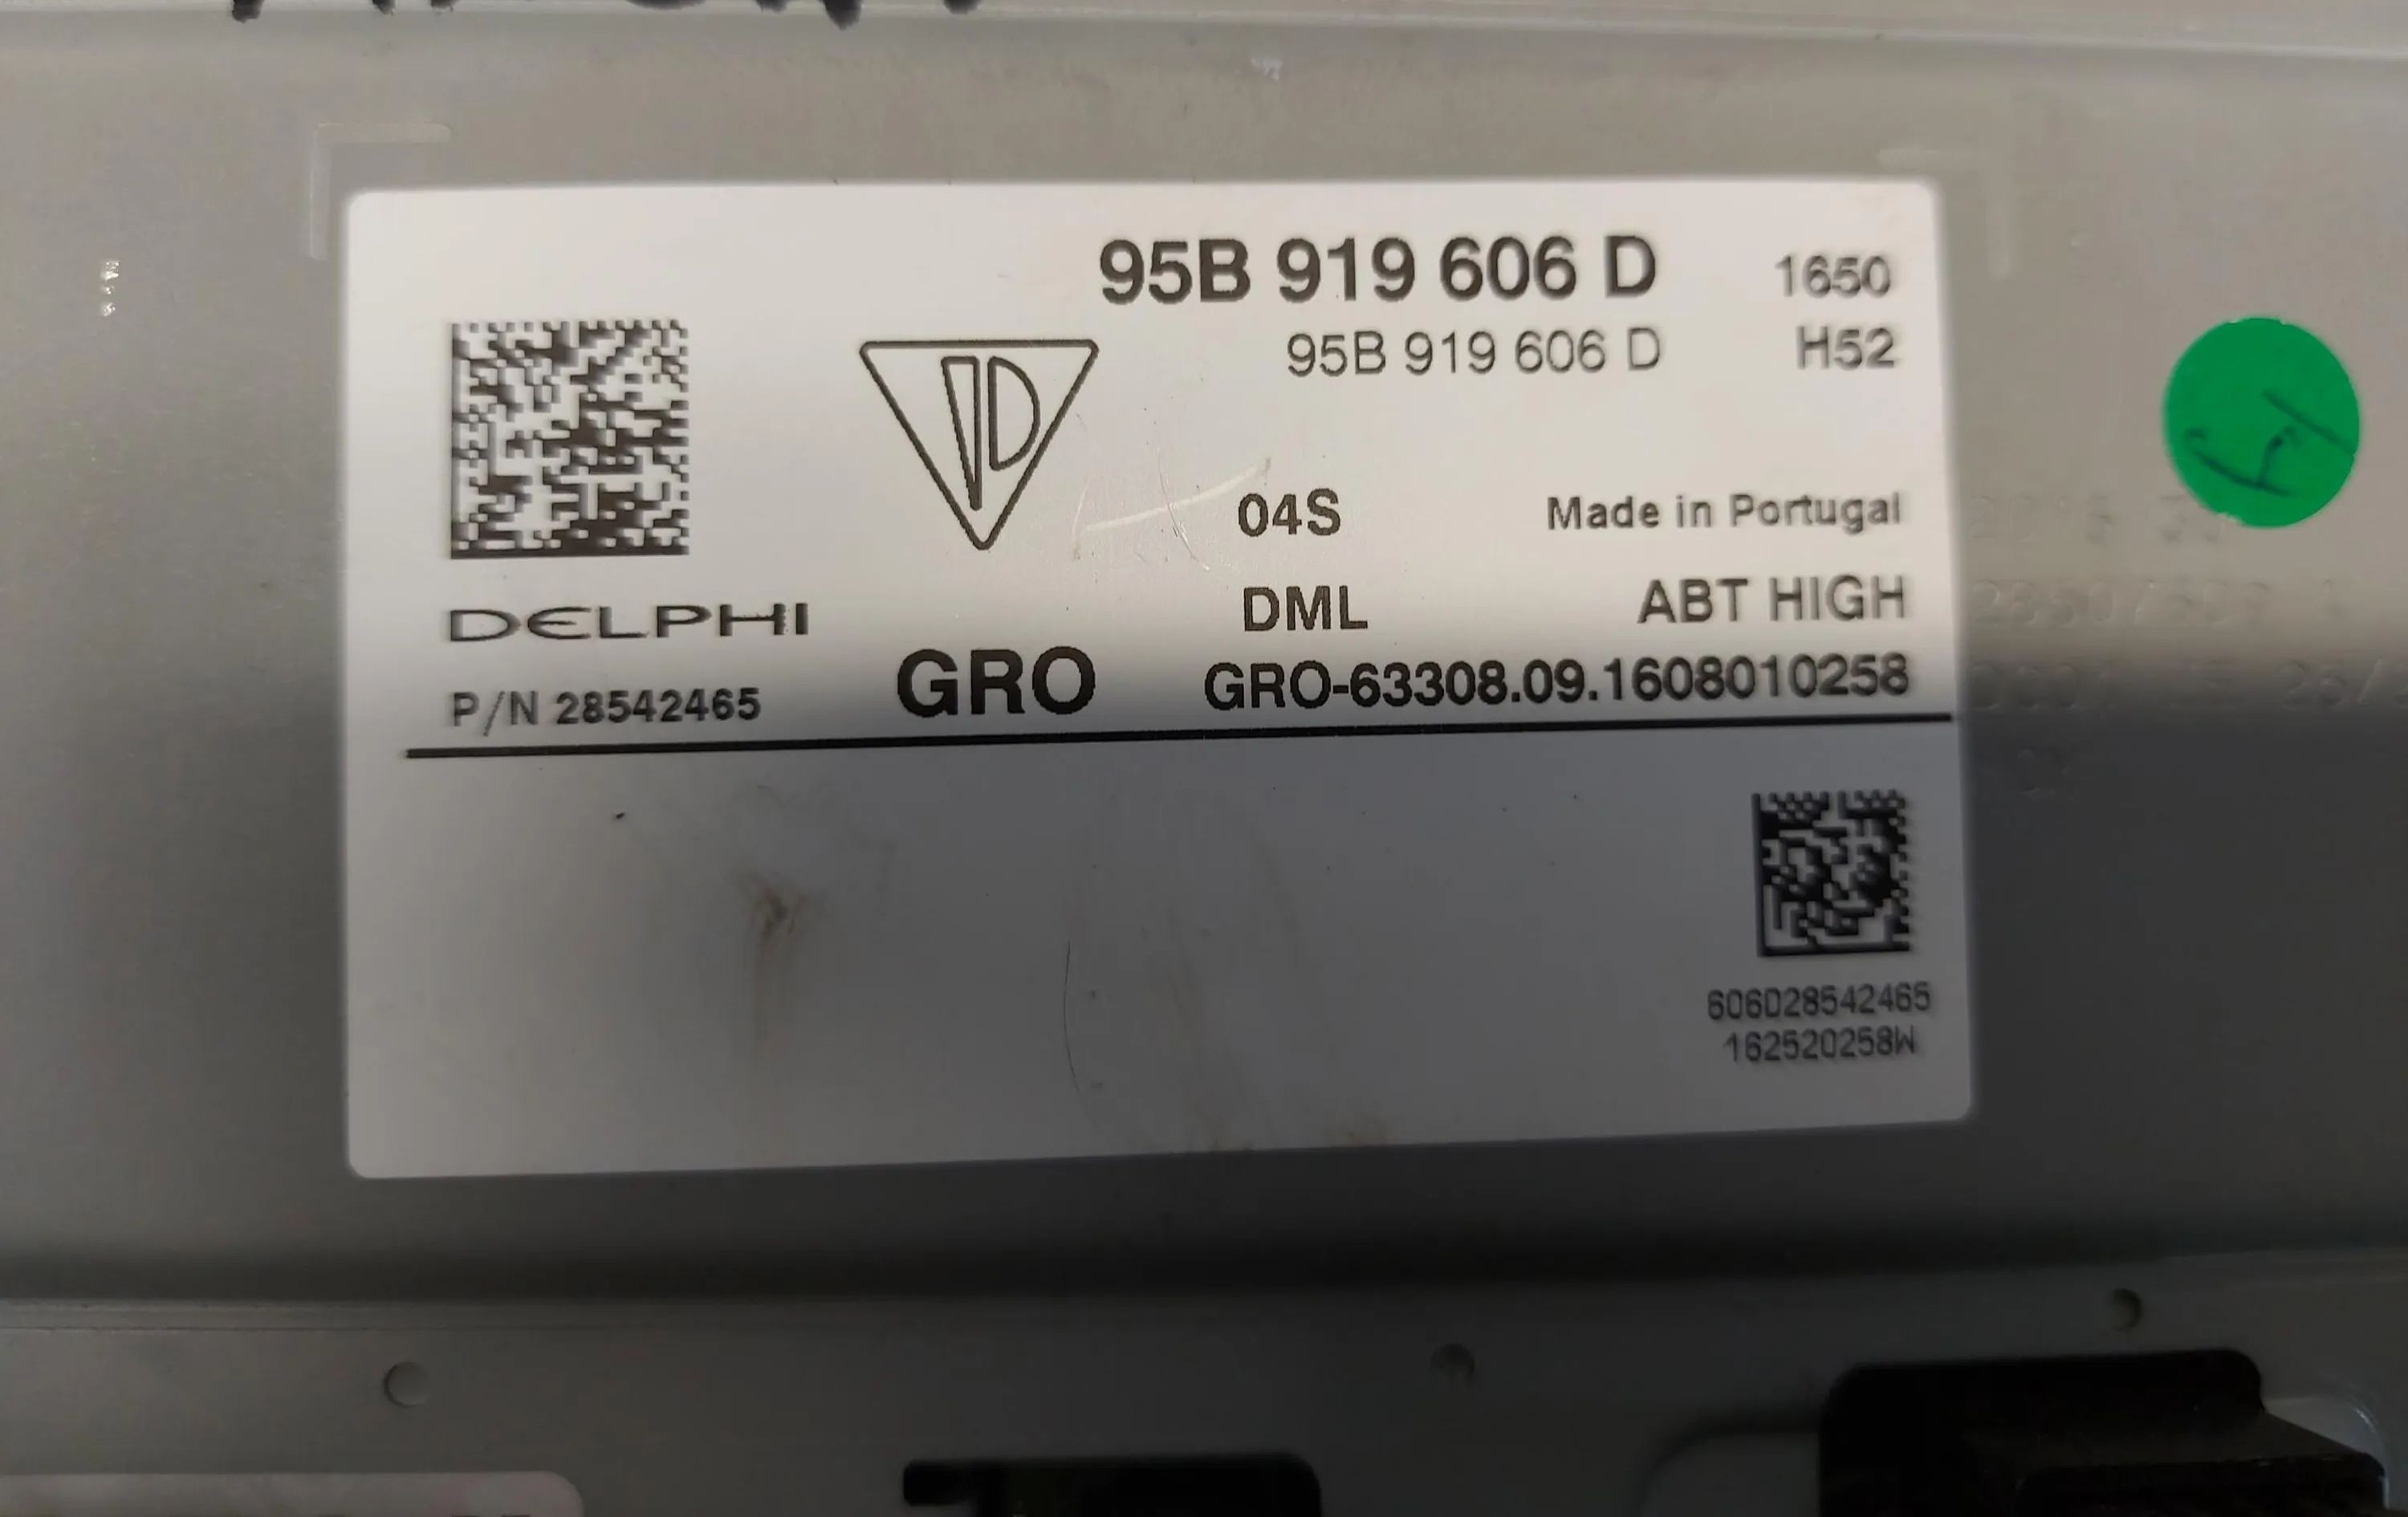 95B 919 606 D 1650
95B 919 606 D H52
04S Made in Portugal
DELPHI DML ABT HIGH
P/N 28542465 GRO GRO-63308.09.1608010258
606D28542465
162520258W